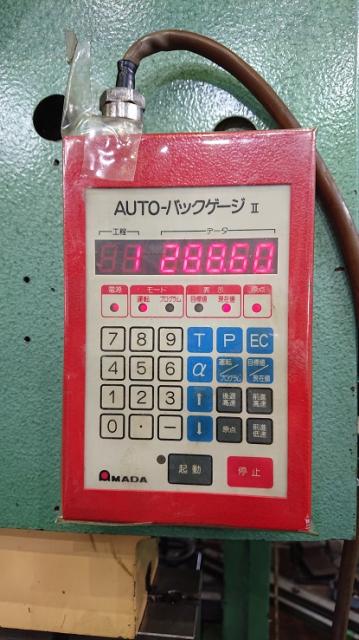 AUTO-バックゲージ II
工程 データ
1 288.60
電源 モード 表示 原点
運転 プログラム 目標値 現在値
7 8 9 T P EC
4 5 6 α 運転/プログラム 目標値/現在値
1 2 3 ↑ 後退高速 前進高速
0 · − ↓ 原点 前進低速
起動 停止
AMADA